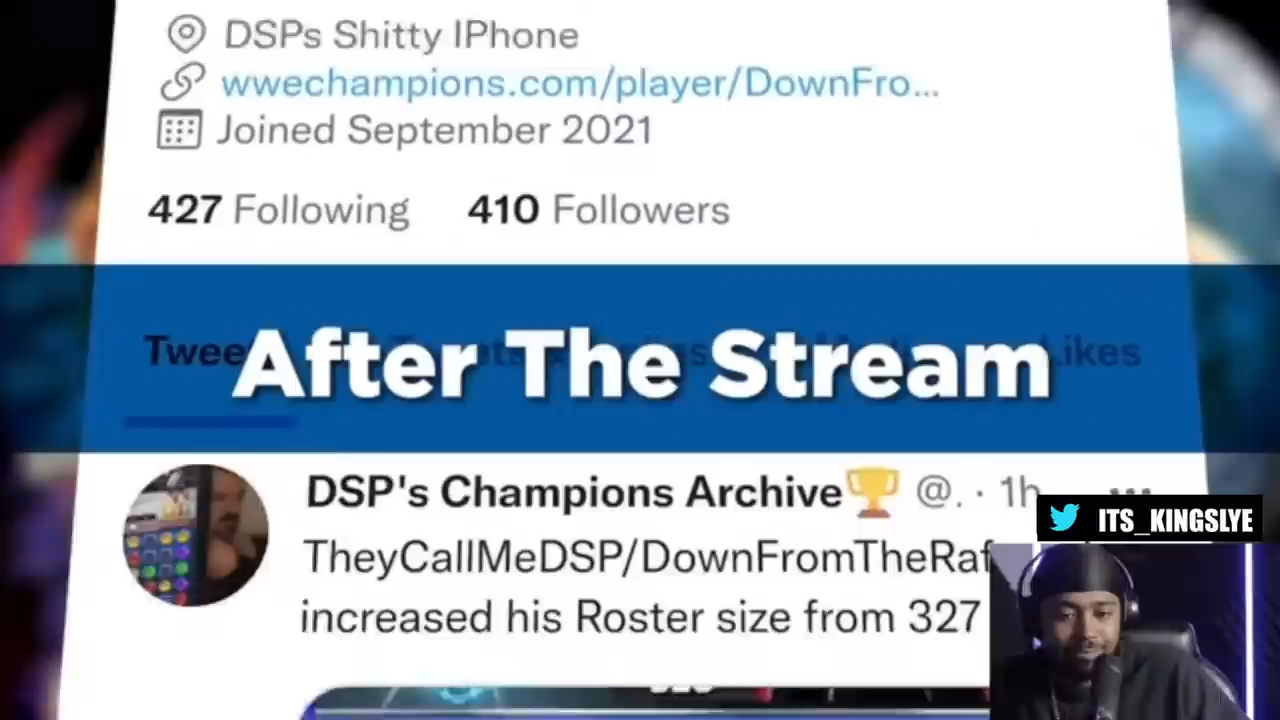 DSPs Shitty IPhone
wwechampions.com/player/DownFro...
Joined September 2021
427 Following 410 Followers
After The Stream
Likes
DSP's Champions Archive🏆 @. · 1h
ITS_KINGSLYE
TheyCallMeDSP/DownFromTheRaf
increased his Roster size from 327